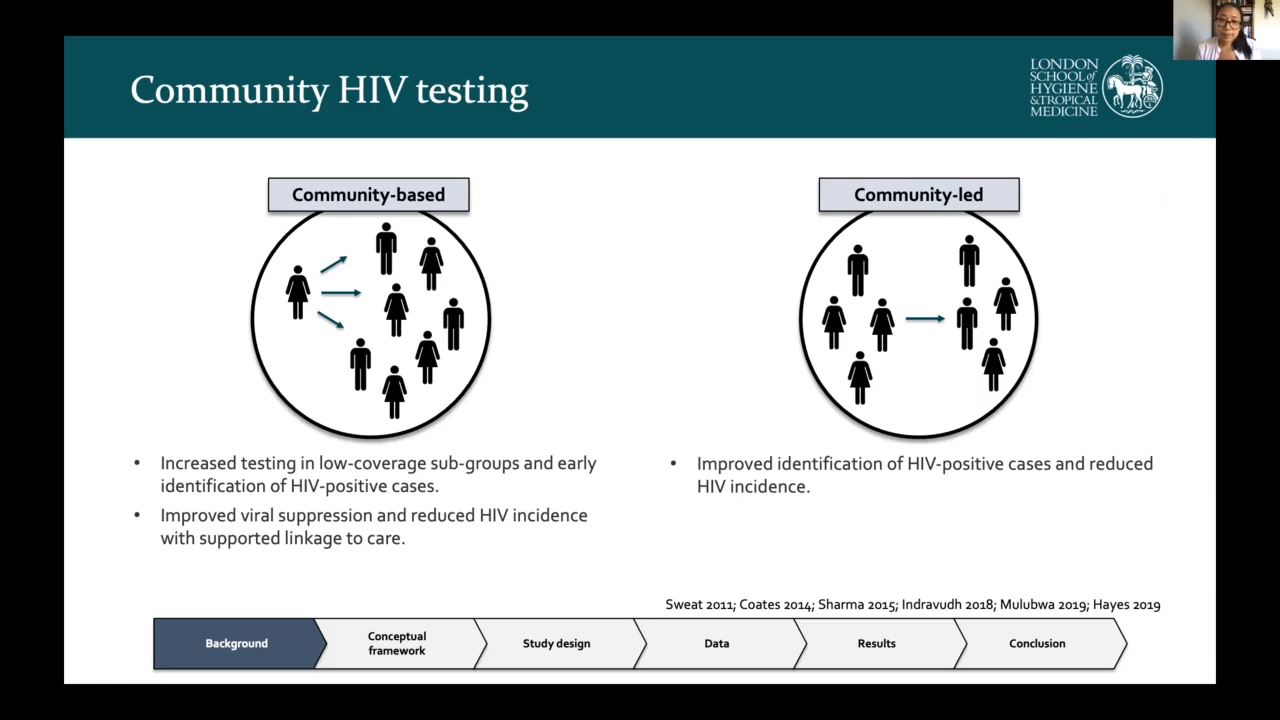 Community HIV testing
LONDON
SCHOOL of
HYGIENE
& TROPICAL
MEDICINE
Community-based
Community-led
• Increased testing in low-coverage sub-groups and early
identification of HIV-positive cases.
• Improved viral suppression and reduced HIV incidence
with supported linkage to care.
• Improved identification of HIV-positive cases and reduced
HIV incidence.
Sweat 2011; Coates 2014; Sharma 2015; Indravudh 2018; Mulubwa 2019; Hayes 2019
Background
Conceptual
framework
Study design
Data
Results
Conclusion